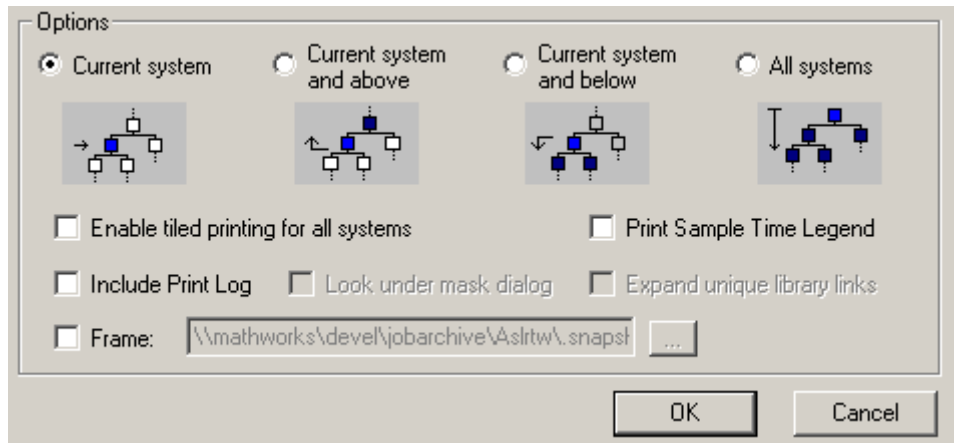 Options
Current system
Current system
and above
Current system
and below
All systems
Enable tiled printing for all systems
Print Sample Time Legend
Include Print Log
Look under mask dialog
Expand unique library links
Frame:
\\mathworks\devel\jobarchive\Aslrtw\.snapsh
...
OK
Cancel